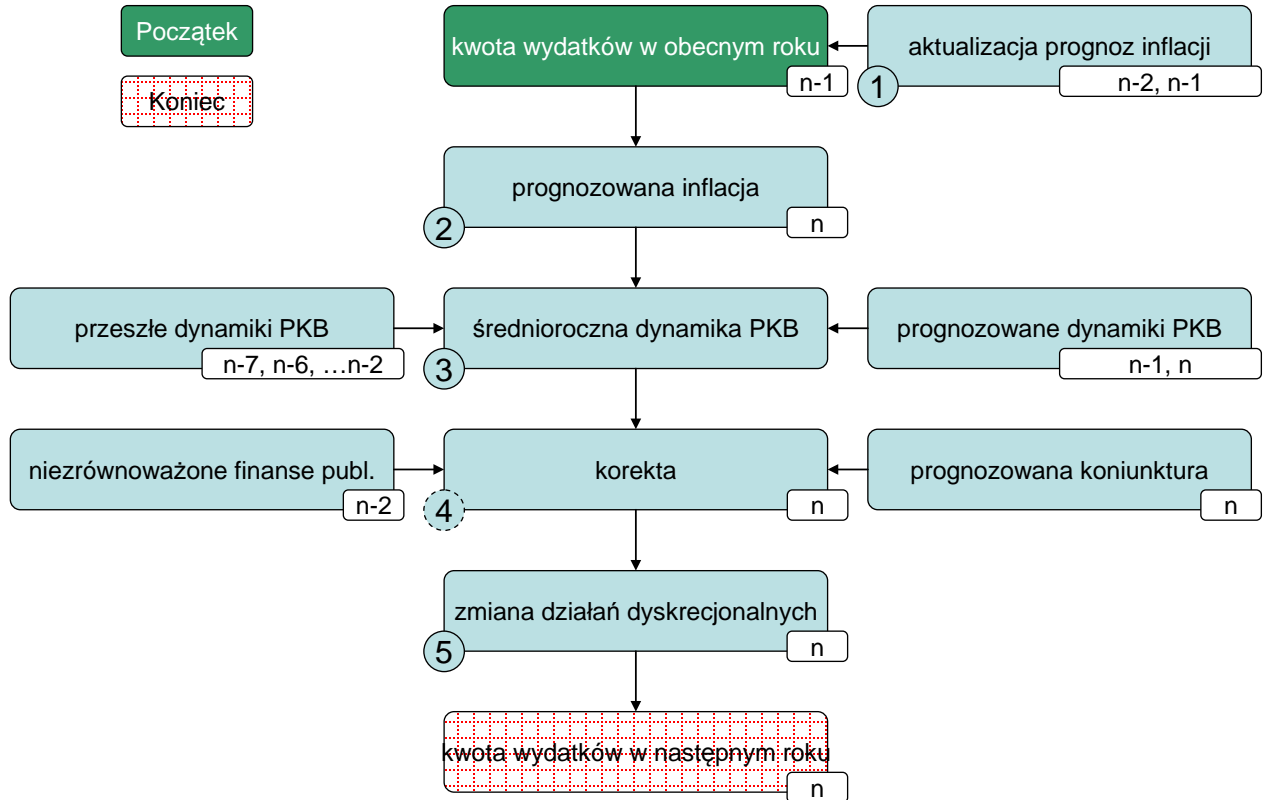 Początek
Koniec
kwota wydatków w obecnym roku
n-1
aktualizacja prognoz inflacji
n-2, n-1
1
prognozowana inflacja
n
2
przeszłe dynamiki PKB
n-7, n-6, …n-2
średnioroczna dynamika PKB
3
prognozowane dynamiki PKB
n-1, n
niezrównoważone finanse publ.
n-2
korekta
n
4
prognozowana koniunktura
n
zmiana działań dyskrecjonalnych
n
5
kwota wydatków w następnym roku
n